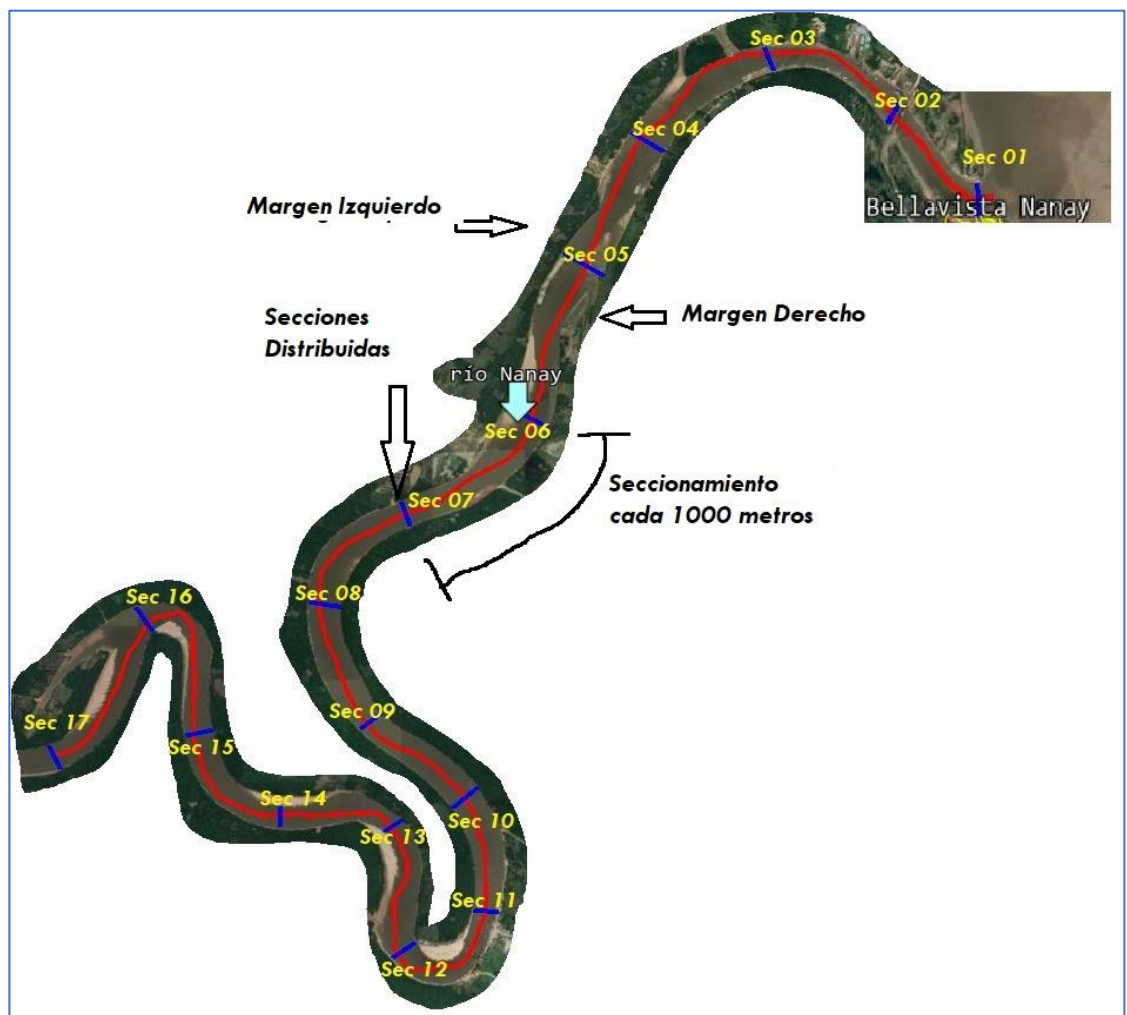 Sec 03
Sec 02
Sec 04
Sec 01
Margen Izquierdo
Bellavista Nanay
Sec 05
Secciones
Distribuidas
Margen Derecho
río Nanay
Sec 06
Sec 07
Seccionamiento
cada 1000 metros
Sec 08
Sec 16
Sec 09
Sec 17
Sec 15
Sec 14
Sec 10
Sec 13
Sec 11
Sec 12